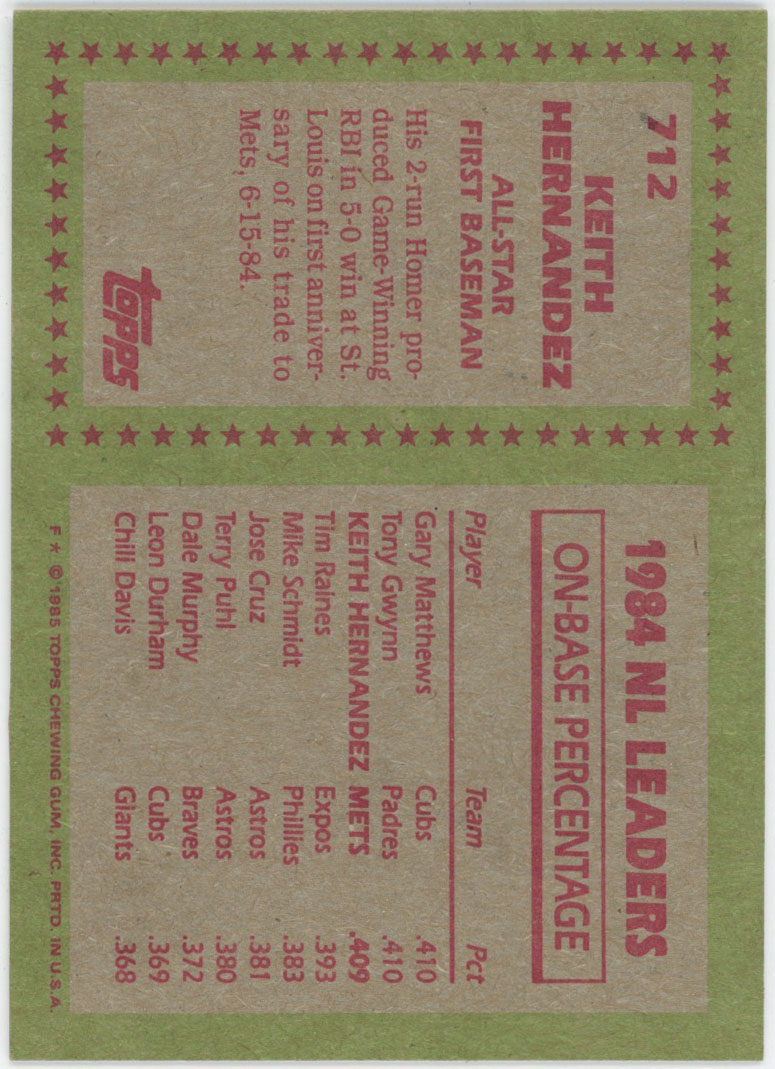 712
KEITH
HERNANDEZ
ALL-STAR
FIRST BASEMAN
His 2-run Homer pro-
duced Game-Winning
RBI in 5-0 win at St.
Louis on first anniver-
sary of his trade to
Mets, 6-15-84.
topps
1984 NL LEADERS
ON-BASE PERCENTAGE
Player Team Pct
Gary Matthews Cubs .410
Tony Gwynn Padres .410
KEITH HERNANDEZ METS .409
Tim Raines Expos .393
Mike Schmidt Phillies .383
Jose Cruz Astros .381
Terry Puhl Astros .380
Dale Murphy Braves .372
Leon Durham Cubs .369
Chili Davis Giants .368
F★ © 1985 TOPPS CHEWING GUM, INC. PRTD. IN U.S.A.